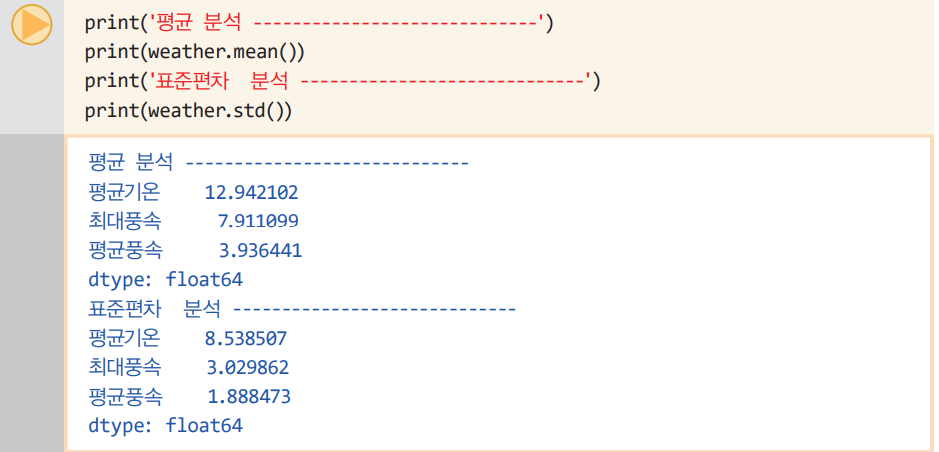 print('평균 분석 -----------------------------')
print(weather.mean())
print('표준편차  분석 -----------------------------')
print(weather.std())
평균 분석 -----------------------------
평균기온    12.942102
최대풍속     7.911099
평균풍속     3.936441
dtype: float64
표준편차  분석 -----------------------------
평균기온    8.538507
최대풍속    3.029862
평균풍속    1.888473
dtype: float64